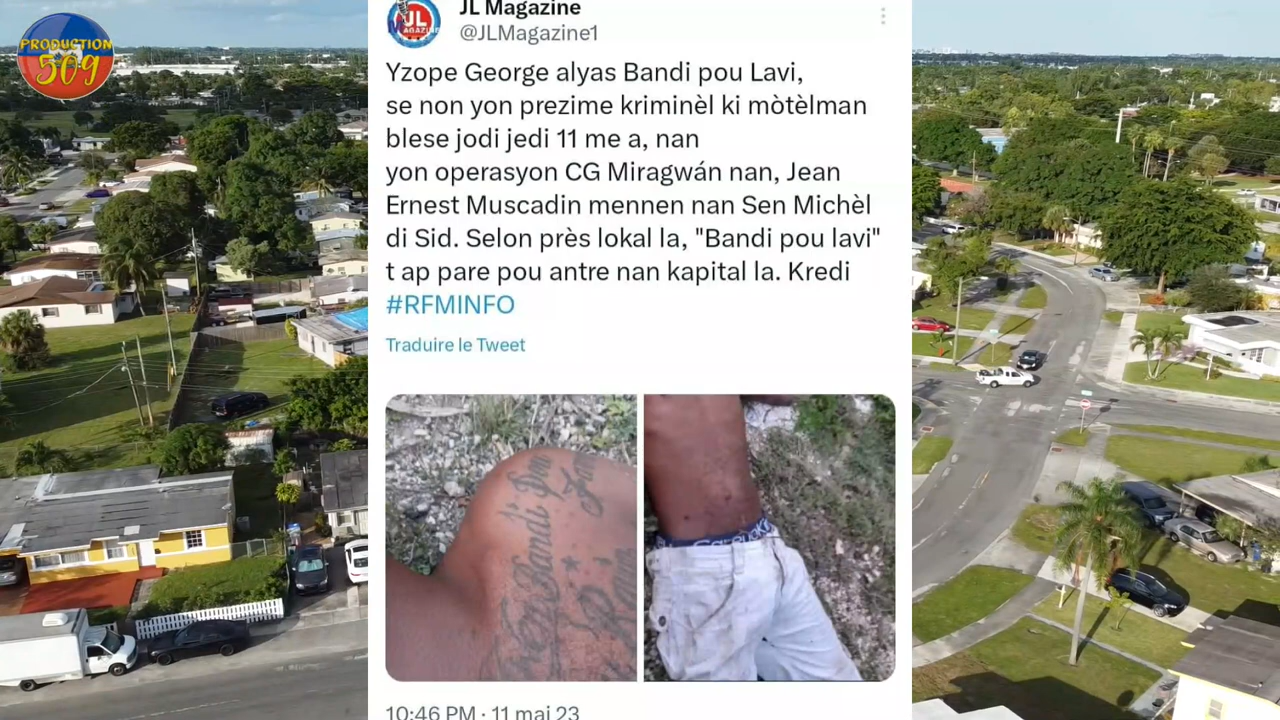 PRODUCTION
509
JL Magazine
@JLMagazine1
Yzope George alyas Bandi pou Lavi,
se non yon prezime kriminèl ki mòtèlman
blese jodi jedi 11 me a, nan
yon operasyon CG Miragwán nan, Jean
Ernest Muscadin mennen nan Sen Michèl
di Sid. Selon près lokal la, "Bandi pou lavi"
t ap pare pou antre nan kapital la. Kredi
#RFMINFO
Traduire le Tweet
Bandi
10:46 PM · 11 mai 23